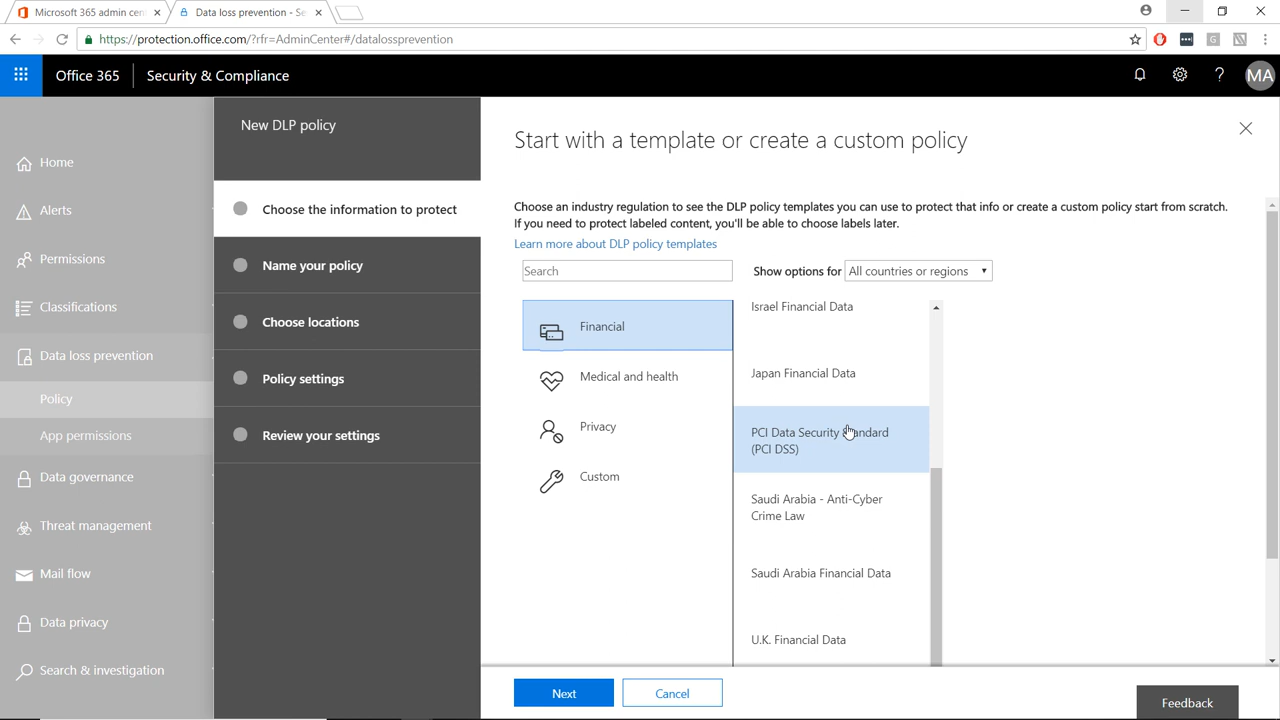 Microsoft 365 admin cen
Data loss prevention - Se
https://protection.office.com/?rfr=AdminCenter#/datalossprevention
Office 365
Security & Compliance
MA
Home
Alerts
Permissions
Classifications
Data loss prevention
Policy
App permissions
Data governance
Threat management
Mail flow
Data privacy
Search & investigation
New DLP policy
Choose the information to protect
Name your policy
Choose locations
Policy settings
Review your settings
Start with a template or create a custom policy
Choose an industry regulation to see the DLP policy templates you can use to protect that info or create a custom policy start from scratch.
If you need to protect labeled content, you'll be able to choose labels later.
Learn more about DLP policy templates
Search
Show options for
All countries or regions
Financial
Medical and health
Privacy
Custom
Israel Financial Data
Japan Financial Data
PCI Data Security Standard
(PCI DSS)
Saudi Arabia - Anti-Cyber
Crime Law
Saudi Arabia Financial Data
U.K. Financial Data
Next
Cancel
Feedback